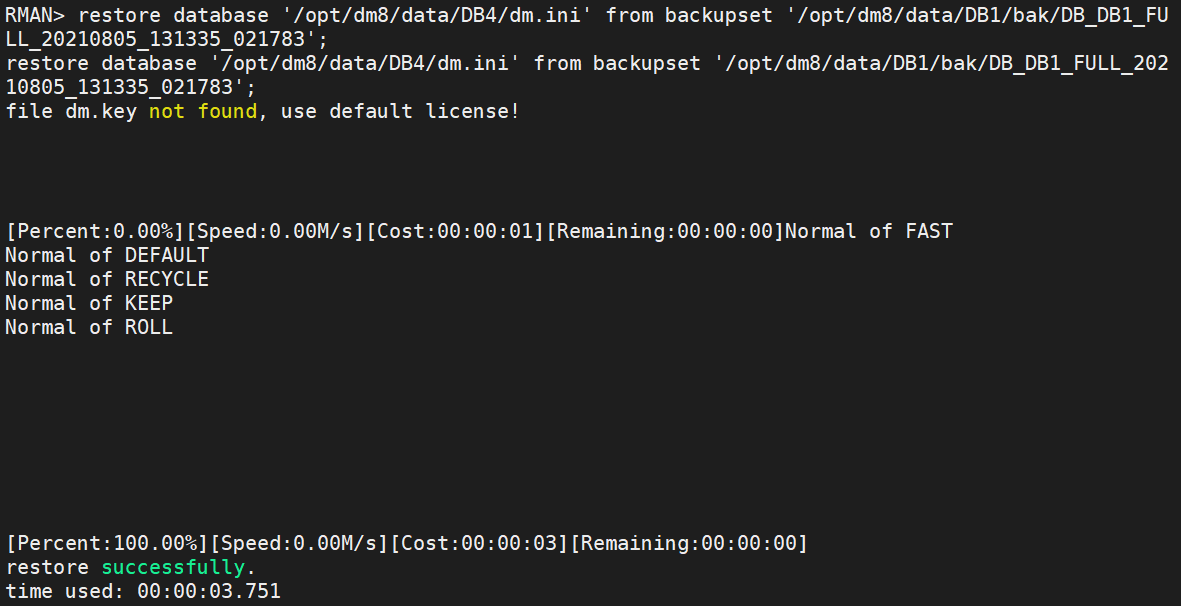 RMAN> restore database '/opt/dm8/data/DB4/dm.ini' from backupset '/opt/dm8/data/DB1/bak/DB_DB1_FU
LL_20210805_131335_021783';
restore database '/opt/dm8/data/DB4/dm.ini' from backupset '/opt/dm8/data/DB1/bak/DB_DB1_FULL_202
10805_131335_021783';
file dm.key not found, use default license!
[Percent:0.00%][Speed:0.00M/s][Cost:00:00:01][Remaining:00:00:00]Normal of FAST
Normal of DEFAULT
Normal of RECYCLE
Normal of KEEP
Normal of ROLL
[Percent:100.00%][Speed:0.00M/s][Cost:00:00:03][Remaining:00:00:00]
restore successfully.
time used: 00:00:03.751